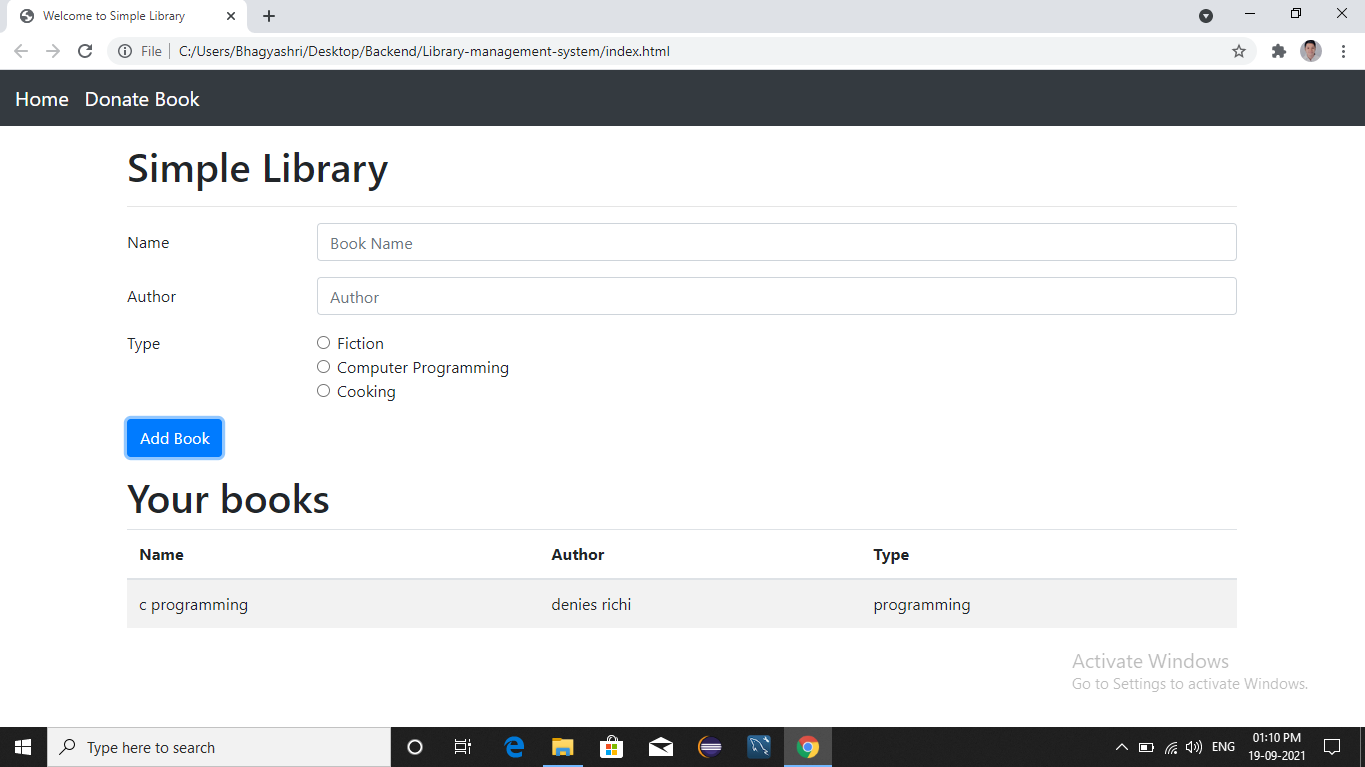 Welcome to Simple Library
File C:/Users/Bhagyashri/Desktop/Backend/Library-management-system/index.html
Home Donate Book
Simple Library
Name Book Name
Author Author
Type Fiction
Computer Programming
Cooking
Add Book
Your books
Name Author Type
c programming denies richi programming
Activate Windows
Go to Settings to activate Windows.
Type here to search
ENG
01:10 PM
19-09-2021